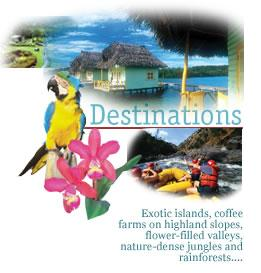 Destinations
Exotic islands, coffee
farms on highland slopes,
flower-filled valleys,
nature-dense jungles and
rainforests....